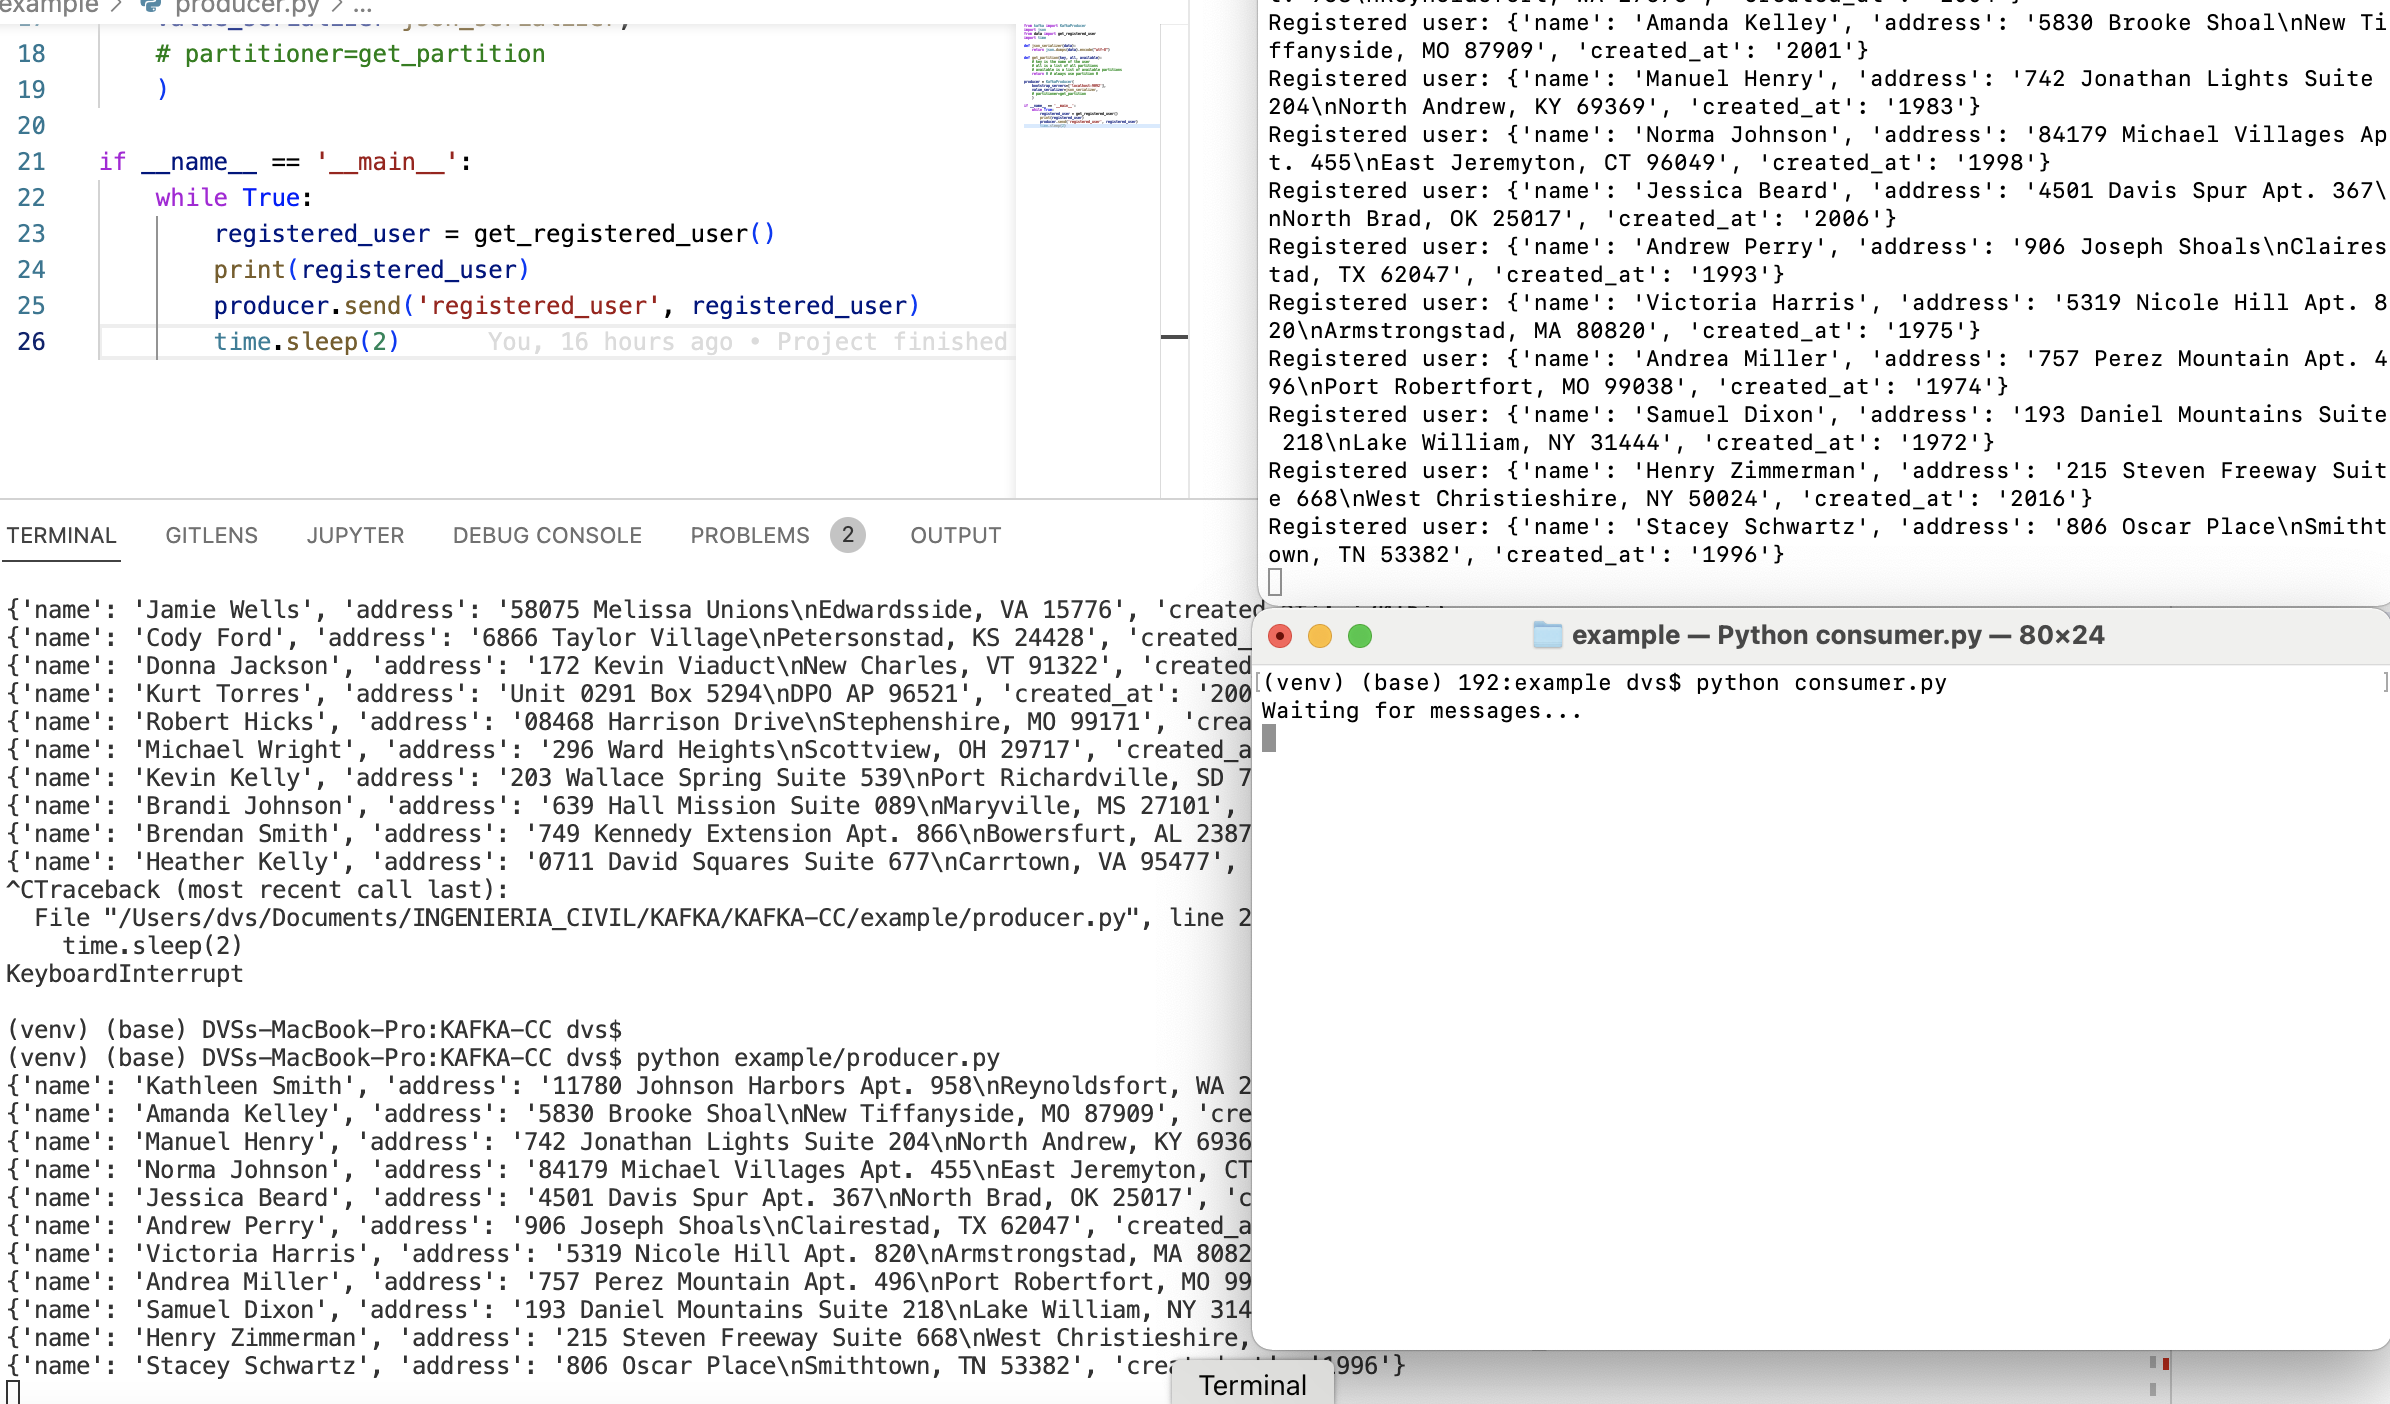 example > producer.py > ...
18 # partitioner=get_partition
19 )
20
21 if __name__ == '__main__':
22 while True:
23 registered_user = get_registered_user()
24 print(registered_user)
25 producer.send('registered_user', registered_user)
26 time.sleep(2) You, 16 hours ago • Project finished
TERMINAL GITLENS JUPYTER DEBUG CONSOLE PROBLEMS 2 OUTPUT
{'name': 'Jamie Wells', 'address': '58075 Melissa Unions\nEdwardsside, VA 15776', 'created
{'name': 'Cody Ford', 'address': '6866 Taylor Village\nPetersonstad, KS 24428', 'created_
{'name': 'Donna Jackson', 'address': '172 Kevin Viaduct\nNew Charles, VT 91322', 'created
{'name': 'Kurt Torres', 'address': 'Unit 0291 Box 5294\nDPO AP 96521', 'created_at': '200
{'name': 'Robert Hicks', 'address': '08468 Harrison Drive\nStephenshire, MO 99171', 'crea
{'name': 'Michael Wright', 'address': '296 Ward Heights\nScottview, OH 29717', 'created_a
{'name': 'Kevin Kelly', 'address': '203 Wallace Spring Suite 539\nPort Richardville, SD 7
{'name': 'Brandi Johnson', 'address': '639 Hall Mission Suite 089\nMaryville, MS 27101',
{'name': 'Brendan Smith', 'address': '749 Kennedy Extension Apt. 866\nBowersfurt, AL 2387
{'name': 'Heather Kelly', 'address': '0711 David Squares Suite 677\nCarrtown, VA 95477',
^CTraceback (most recent call last):
File "/Users/dvs/Documents/INGENIERIA_CIVIL/KAFKA/KAFKA-CC/example/producer.py", line 2
time.sleep(2)
KeyboardInterrupt
(venv) (base) DVSs-MacBook-Pro:KAFKA-CC dvs$
(venv) (base) DVSs-MacBook-Pro:KAFKA-CC dvs$ python example/producer.py
{'name': 'Kathleen Smith', 'address': '11780 Johnson Harbors Apt. 958\nReynoldsfort, WA 2
{'name': 'Amanda Kelley', 'address': '5830 Brooke Shoal\nNew Tiffanyside, MO 87909', 'cre
{'name': 'Manuel Henry', 'address': '742 Jonathan Lights Suite 204\nNorth Andrew, KY 6936
{'name': 'Norma Johnson', 'address': '84179 Michael Villages Apt. 455\nEast Jeremyton, CT
{'name': 'Jessica Beard', 'address': '4501 Davis Spur Apt. 367\nNorth Brad, OK 25017', 'c
{'name': 'Andrew Perry', 'address': '906 Joseph Shoals\nClairestad, TX 62047', 'created_a
{'name': 'Victoria Harris', 'address': '5319 Nicole Hill Apt. 820\nArmstrongstad, MA 8082
{'name': 'Andrea Miller', 'address': '757 Perez Mountain Apt. 496\nPort Robertfort, MO 99
{'name': 'Samuel Dixon', 'address': '193 Daniel Mountains Suite 218\nLake William, NY 314
{'name': 'Henry Zimmerman', 'address': '215 Steven Freeway Suite 668\nWest Christieshire,
{'name': 'Stacey Schwartz', 'address': '806 Oscar Place\nSmithtown, TN 53382', 'crea 1996'}
Terminal
Registered user: {'name': 'Amanda Kelley', 'address': '5830 Brooke Shoal\nNew Ti
ffanyside, MO 87909', 'created_at': '2001'}
Registered user: {'name': 'Manuel Henry', 'address': '742 Jonathan Lights Suite
204\nNorth Andrew, KY 69369', 'created_at': '1983'}
Registered user: {'name': 'Norma Johnson', 'address': '84179 Michael Villages Ap
t. 455\nEast Jeremyton, CT 96049', 'created_at': '1998'}
Registered user: {'name': 'Jessica Beard', 'address': '4501 Davis Spur Apt. 367\
nNorth Brad, OK 25017', 'created_at': '2006'}
Registered user: {'name': 'Andrew Perry', 'address': '906 Joseph Shoals\nClaires
tad, TX 62047', 'created_at': '1993'}
Registered user: {'name': 'Victoria Harris', 'address': '5319 Nicole Hill Apt. 8
20\nArmstrongstad, MA 80820', 'created_at': '1975'}
Registered user: {'name': 'Andrea Miller', 'address': '757 Perez Mountain Apt. 4
96\nPort Robertfort, MO 99038', 'created_at': '1974'}
Registered user: {'name': 'Samuel Dixon', 'address': '193 Daniel Mountains Suite
218\nLake William, NY 31444', 'created_at': '1972'}
Registered user: {'name': 'Henry Zimmerman', 'address': '215 Steven Freeway Suit
e 668\nWest Christieshire, NY 50024', 'created_at': '2016'}
Registered user: {'name': 'Stacey Schwartz', 'address': '806 Oscar Place\nSmitht
own, TN 53382', 'created_at': '1996'}
example — Python consumer.py — 80×24
[(venv) (base) 192:example dvs$ python consumer.py ]
Waiting for messages...